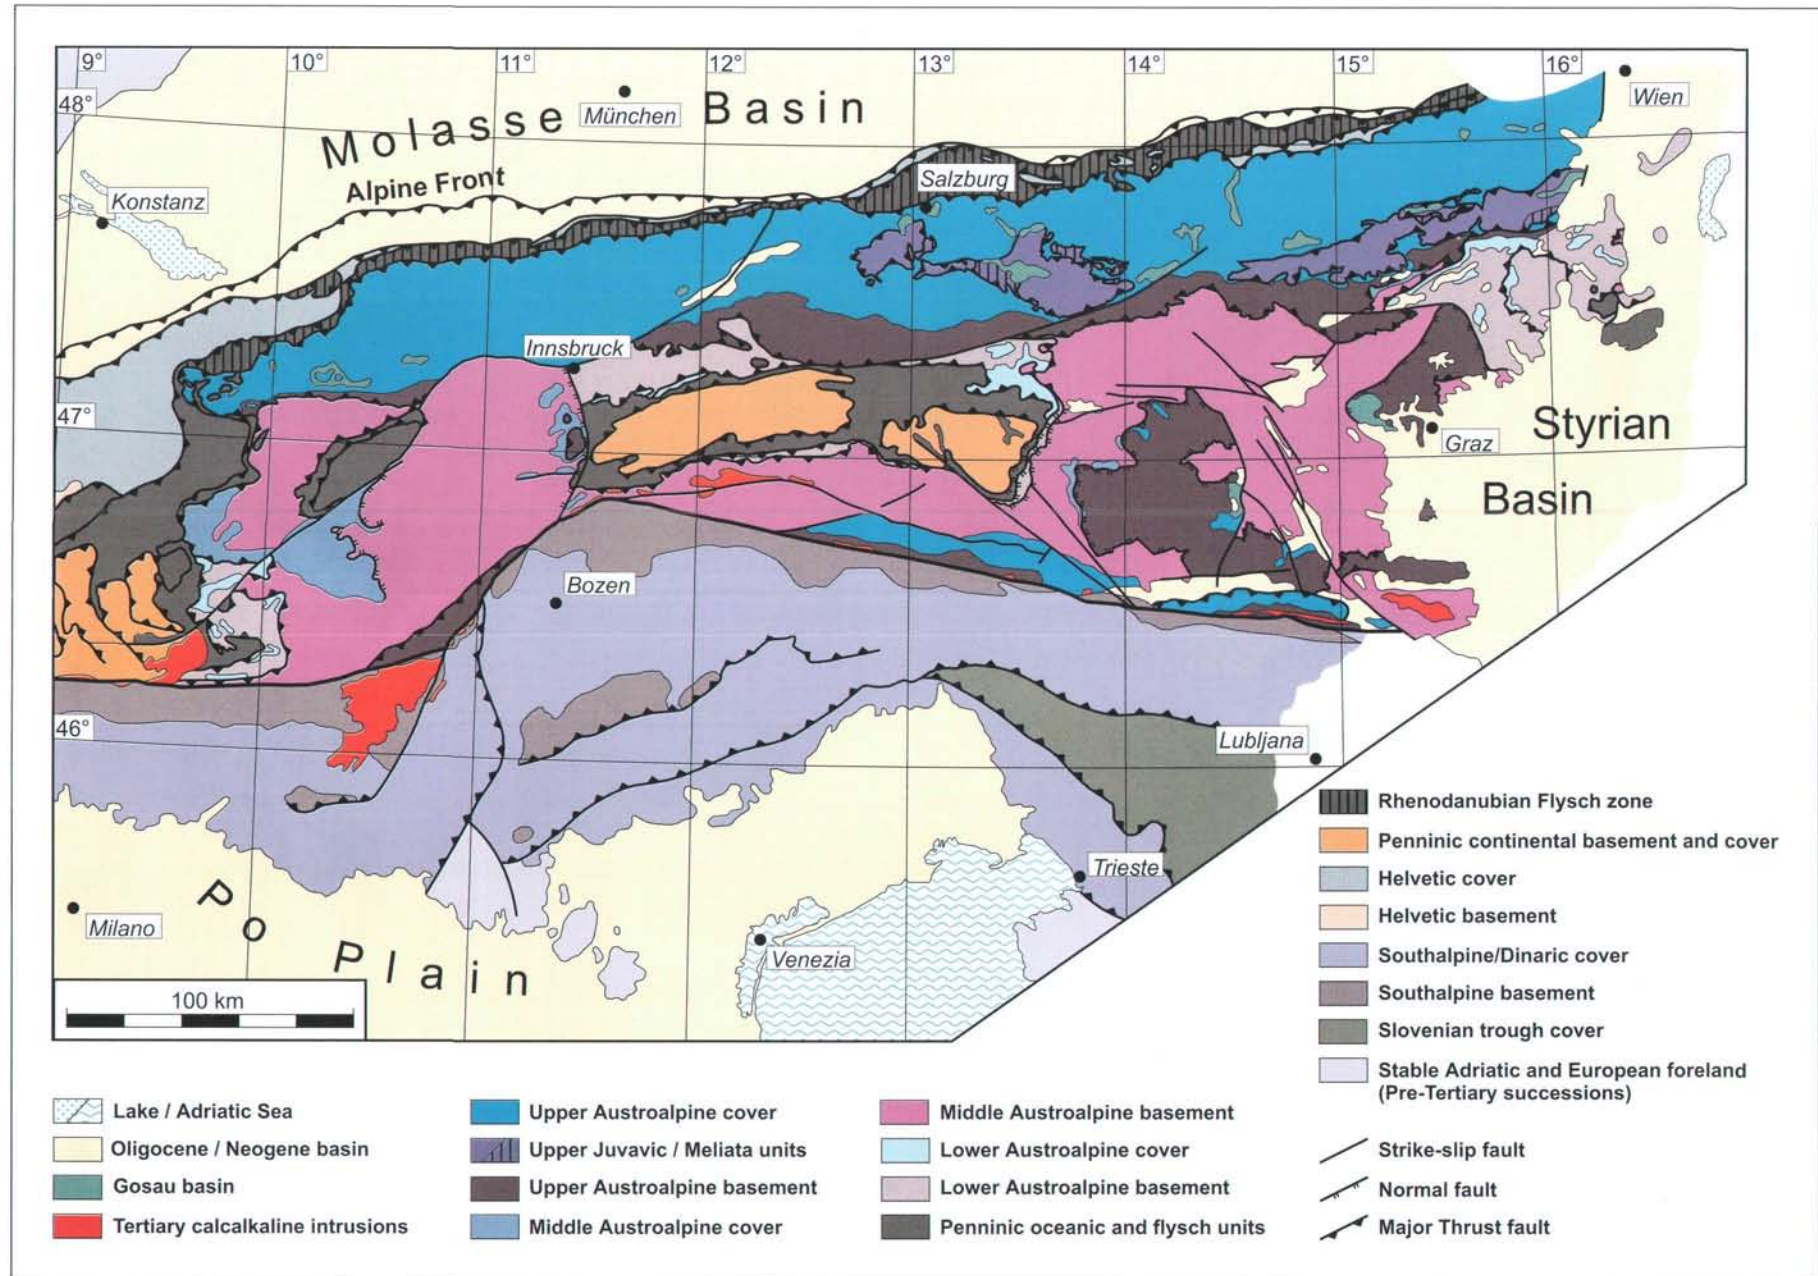 9°
10°
11°
12°
13°
14°
15°
16°
48°
47°
46°
Molasse Basin
Alpine Front
München
Wien
Konstanz
Salzburg
Innsbruck
Graz
Styrian
Basin
Bozen
Lubljana
Trieste
Milano
Venezia
Po Plain
100 km
Rhenodanubian Flysch zone
Penninic continental basement and cover
Helvetic cover
Helvetic basement
Southalpine/Dinaric cover
Southalpine basement
Slovenian trough cover
Stable Adriatic and European foreland
(Pre-Tertiary successions)
Lake / Adriatic Sea
Oligocene / Neogene basin
Gosau basin
Tertiary calcalkaline intrusions
Upper Austroalpine cover
Upper Juvavic / Meliata units
Upper Austroalpine basement
Middle Austroalpine cover
Middle Austroalpine basement
Lower Austroalpine cover
Lower Austroalpine basement
Penninic oceanic and flysch units
Strike-slip fault
Normal fault
Major Thrust fault